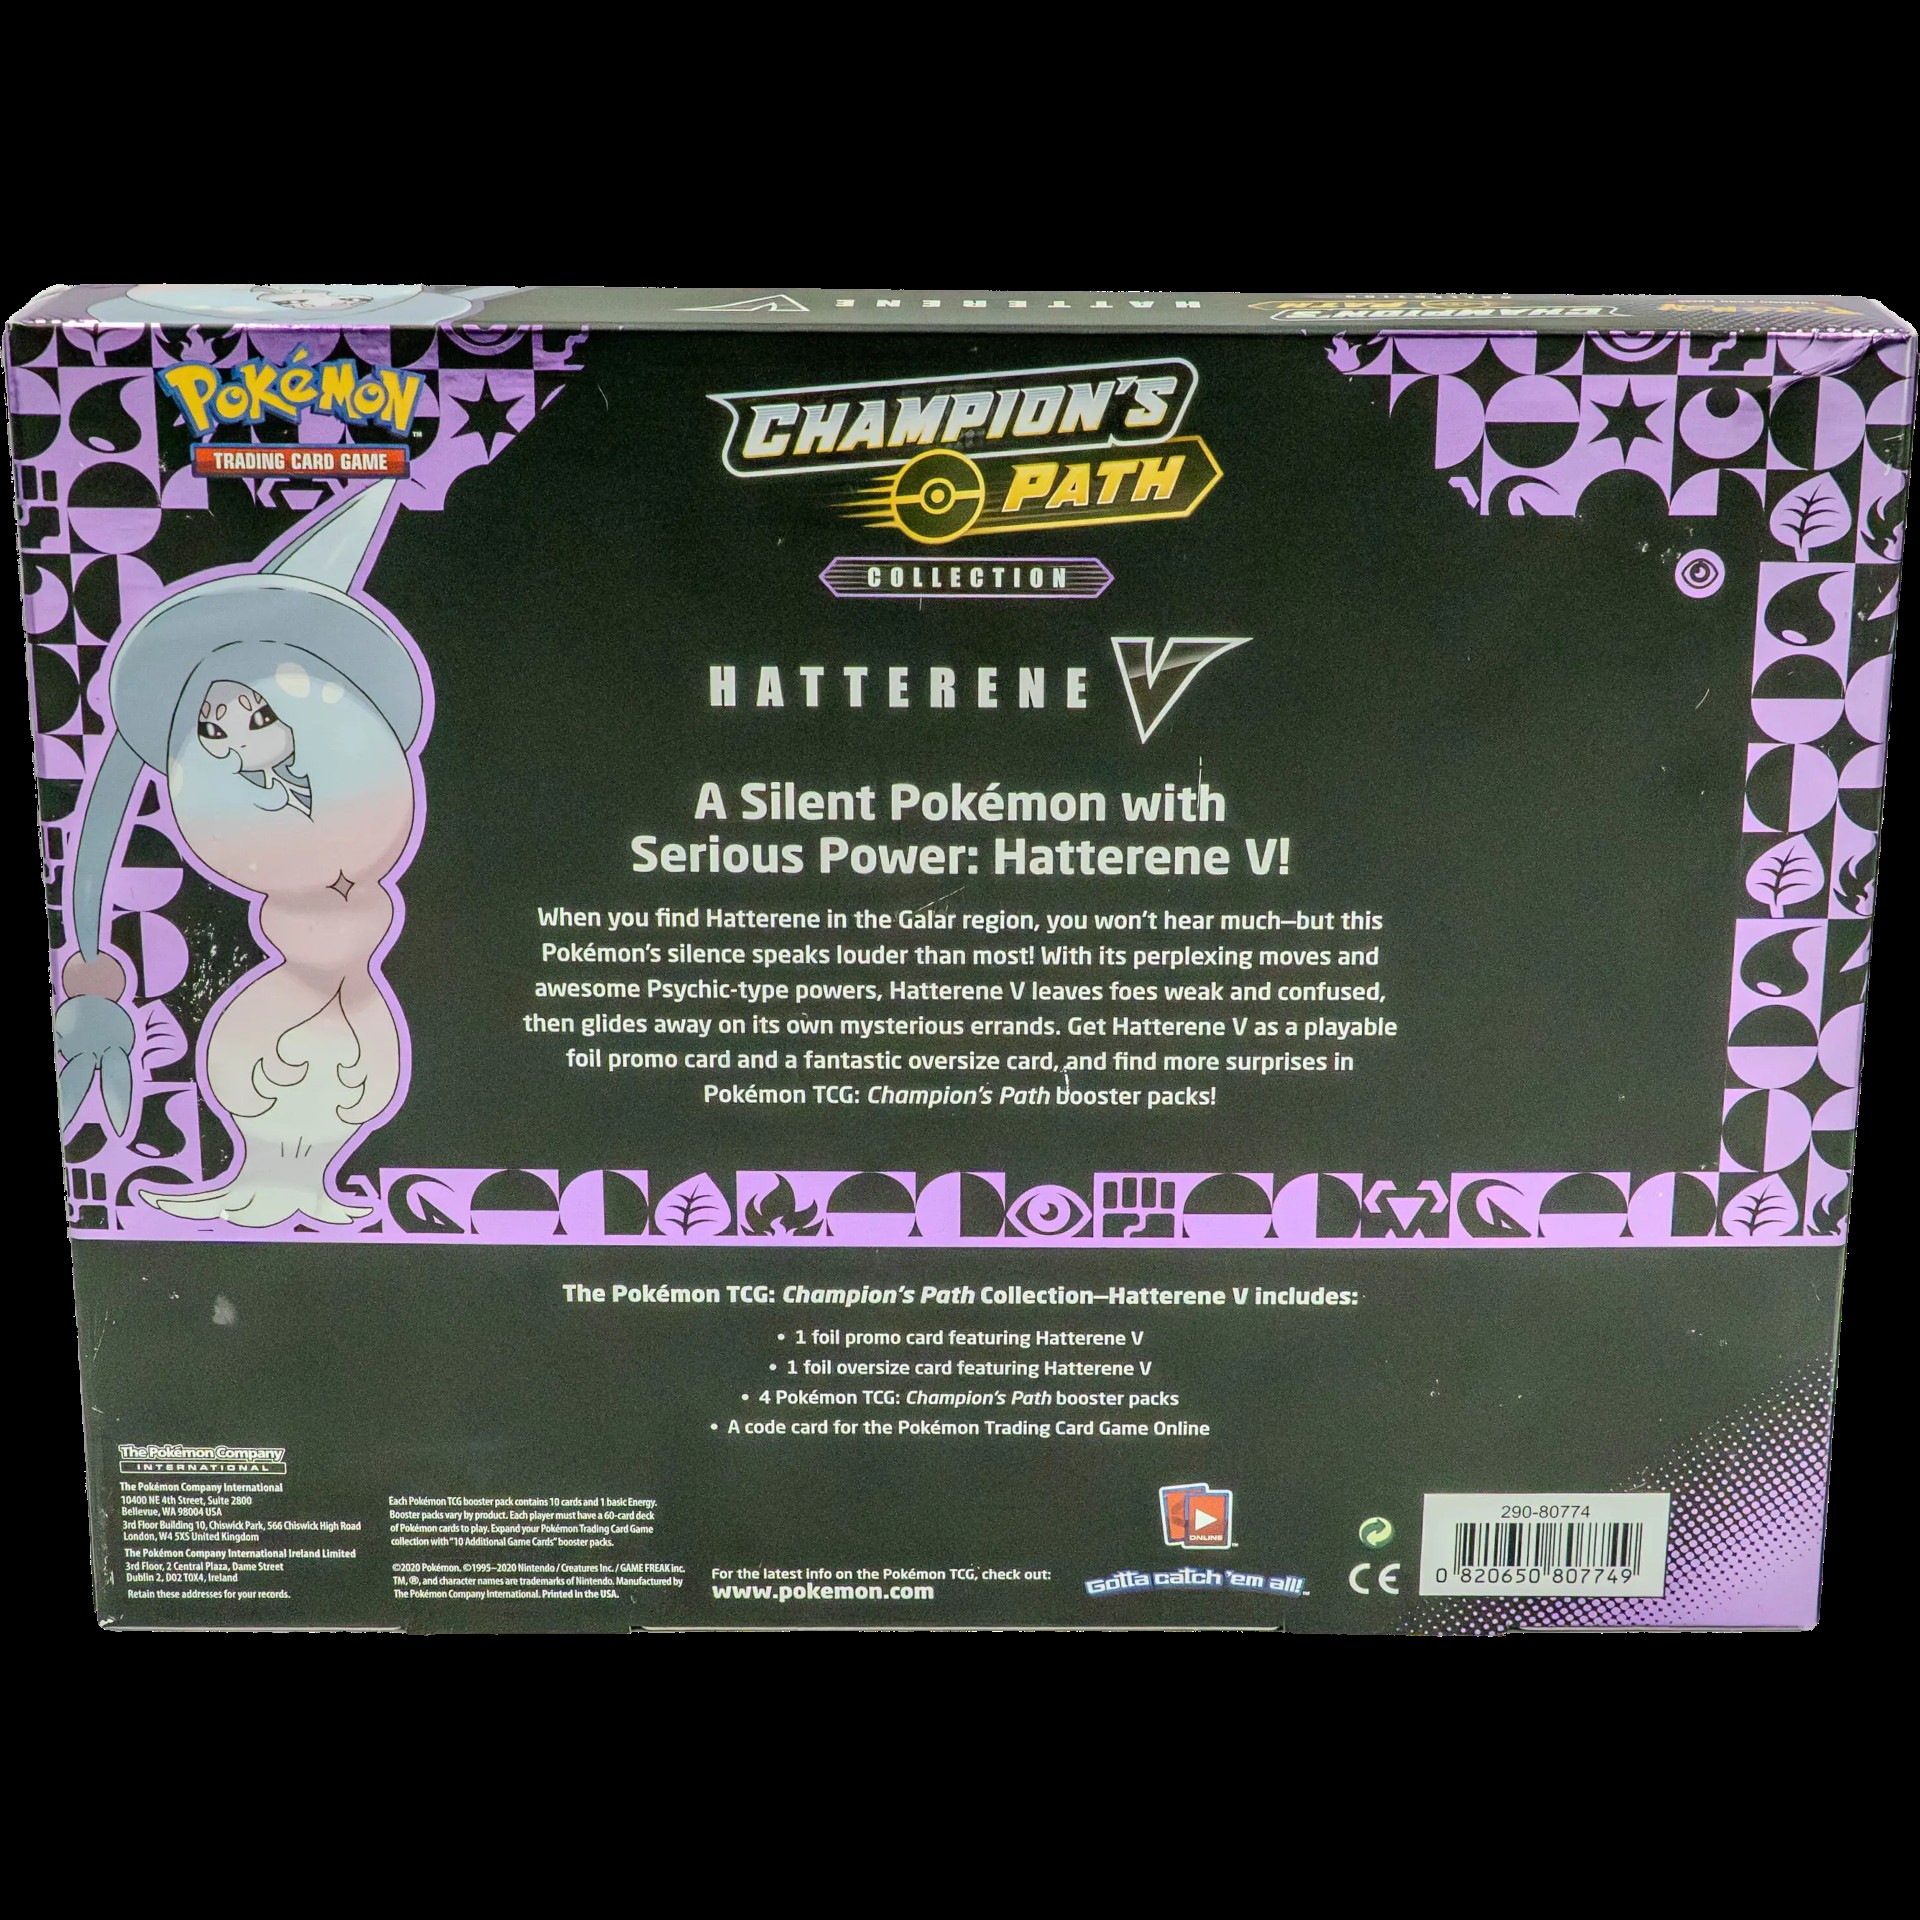 HATTERENE V
CHAMPION'S
PATH
POKéMON™
TRADING CARD GAME
CHAMPION'S
PATH
COLLECTION
HATTERENE V
A Silent Pokémon with
Serious Power: Hatterene V!
When you find Hatterene in the Galar region, you won't hear much—but this
Pokémon's silence speaks louder than most! With its perplexing moves and
awesome Psychic-type powers, Hatterene V leaves foes weak and confused,
then glides away on its own mysterious errands. Get Hatterene V as a playable
foil promo card and a fantastic oversize card, and find more surprises in
Pokémon TCG: Champion's Path booster packs!
The Pokémon TCG: Champion's Path Collection—Hatterene V includes:
• 1 foil promo card featuring Hatterene V
• 1 foil oversize card featuring Hatterene V
• 4 Pokémon TCG: Champion's Path booster packs
• A code card for the Pokémon Trading Card Game Online
The Pokémon Company
INTERNATIONAL
The Pokémon Company International
10400 NE 4th Street, Suite 2800
Bellevue, WA 98004 USA
3rd Floor Building 10, Chiswick Park, 566 Chiswick High Road
London, W4 5XS United Kingdom
The Pokémon Company International Ireland Limited
3rd Floor, 2 Central Plaza, Dame Street
Dublin 2, D02 T0X4, Ireland
Retain these addresses for your records.
Each Pokémon TCG booster pack contains 10 cards and 1 basic Energy.
Booster packs vary by product. Each player must have a 60-card deck
of Pokémon cards to play. Expand your Pokémon Trading Card Game
collection with "10 Additional Game Cards" booster packs.
©2020 Pokémon. ©1995–2020 Nintendo / Creatures Inc. / GAME FREAK inc.
TM, ®, and character names are trademarks of Nintendo. Manufactured by
The Pokémon Company International. Printed in the USA.
For the latest info on the Pokémon TCG, check out:
www.pokemon.com
ONLINE™
Gotta catch 'em all!™
CE
290-80774
0 820650 807749